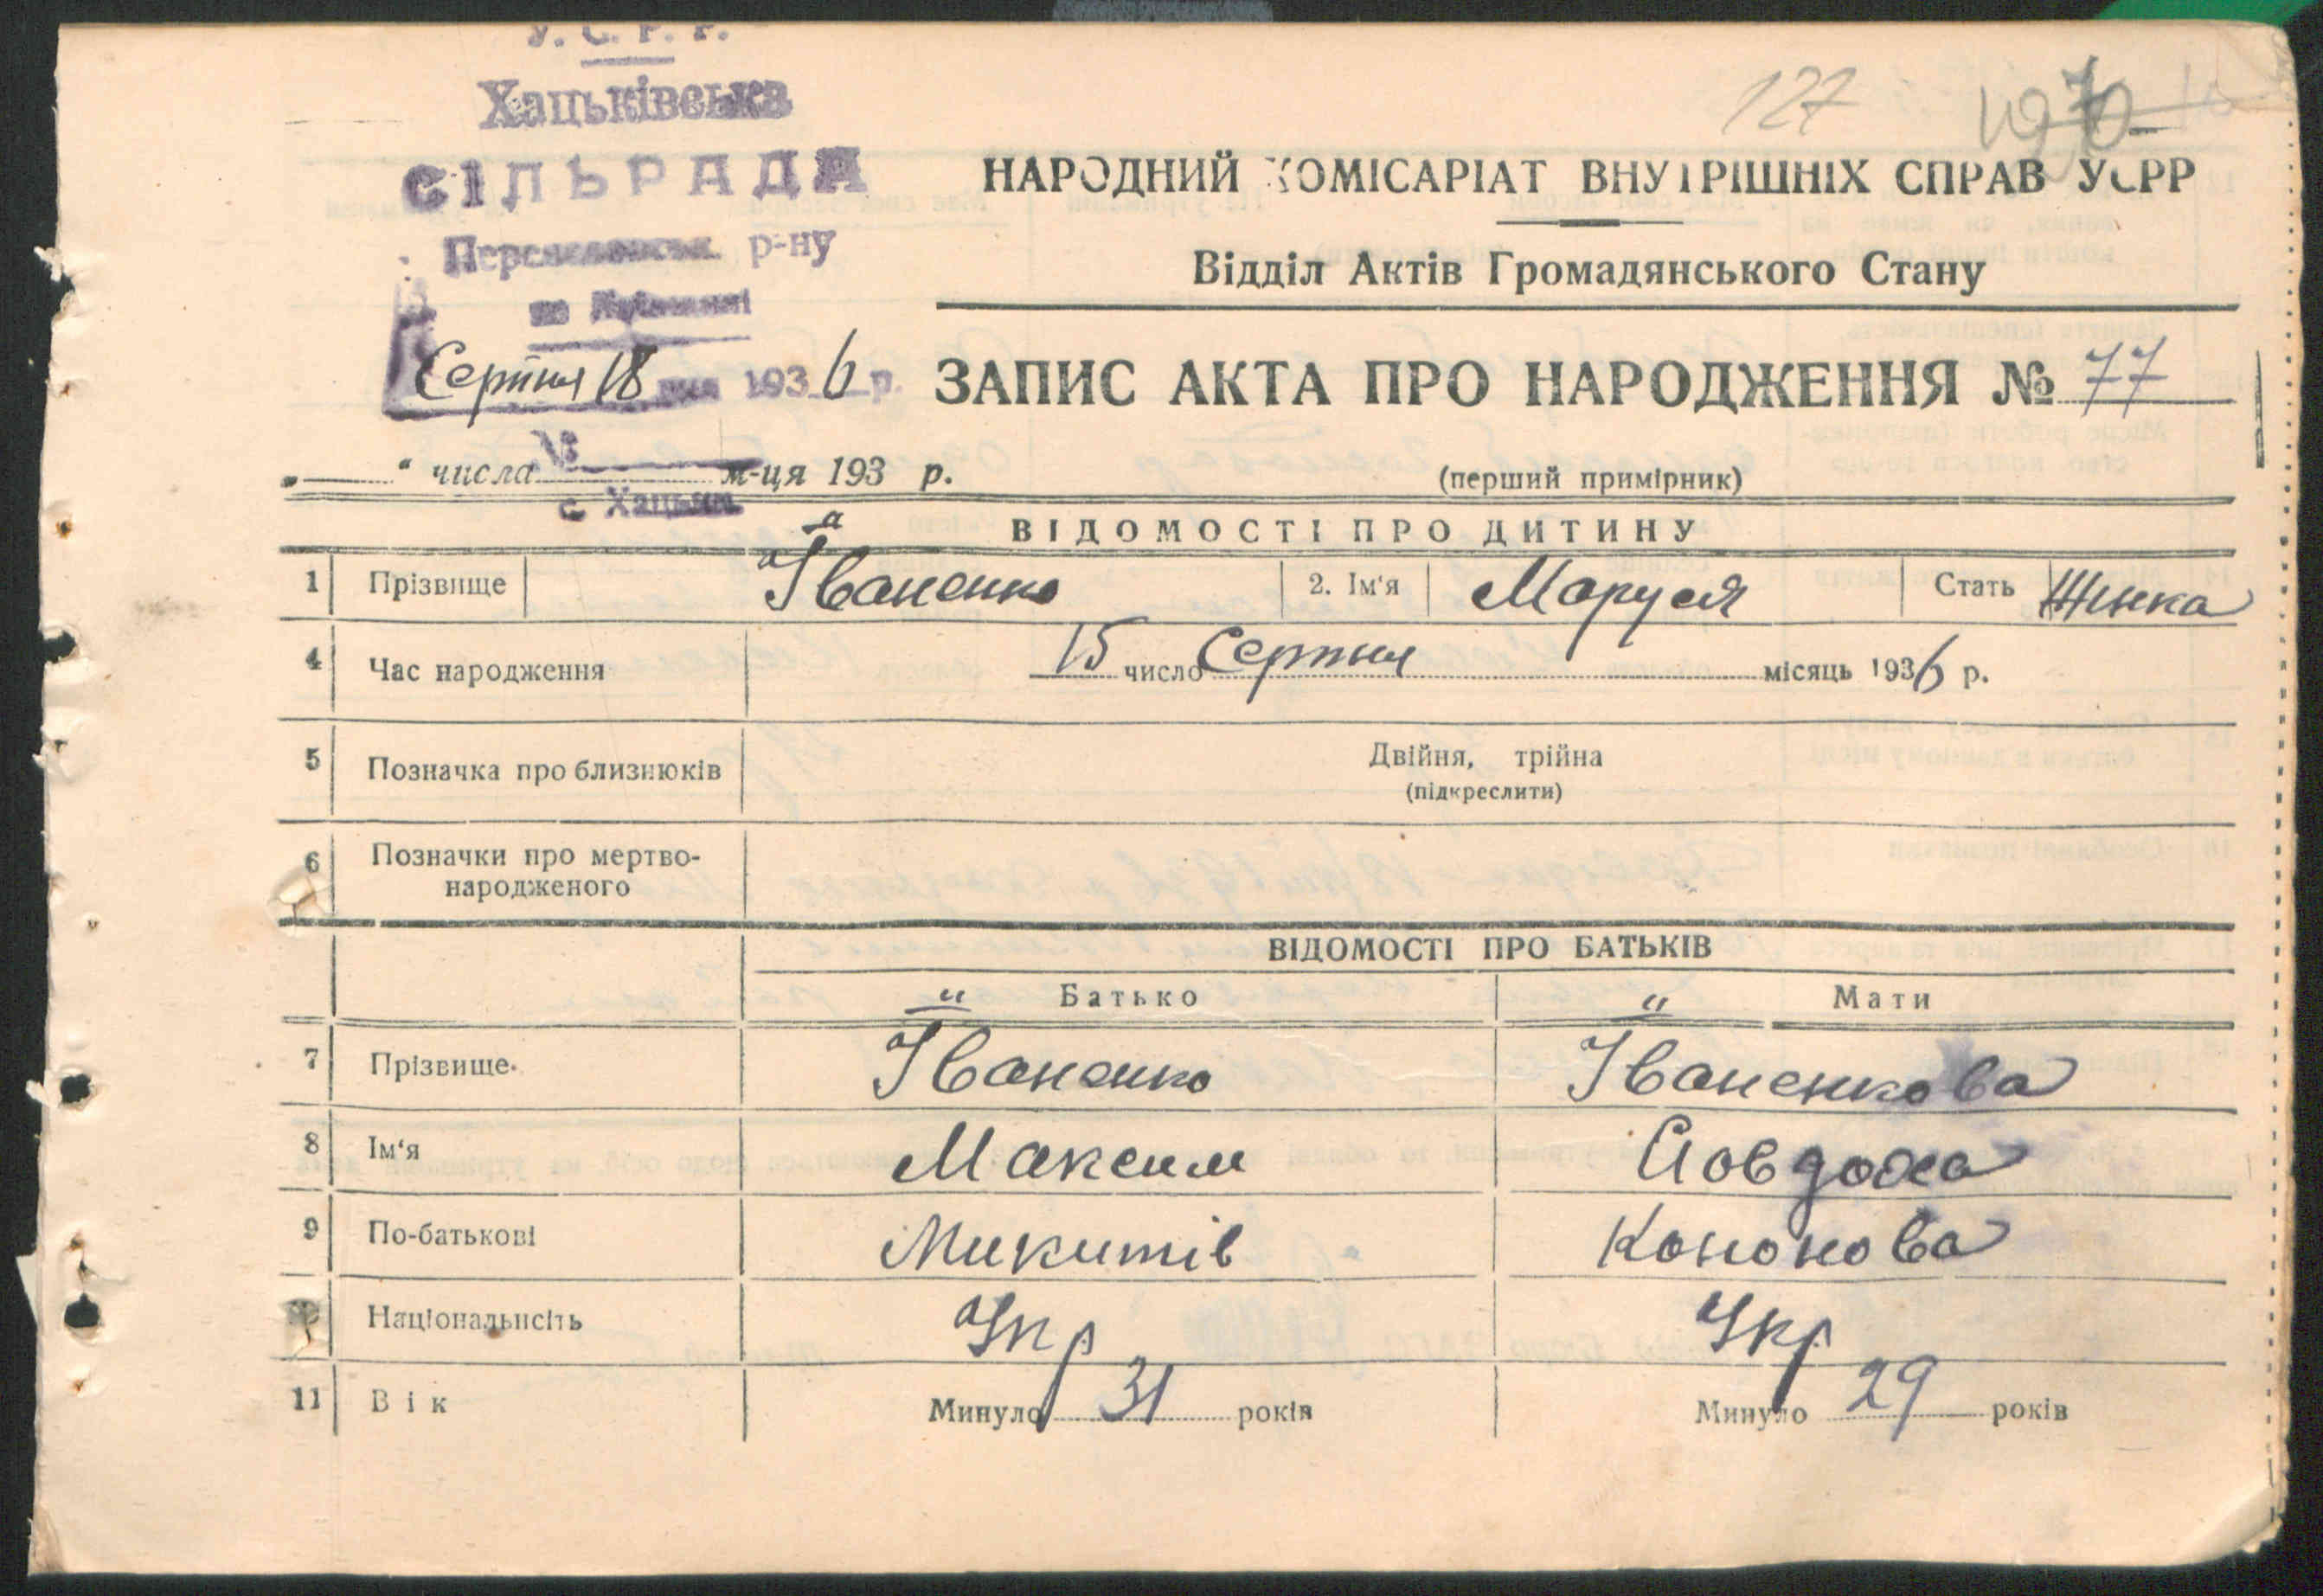 У. С. Р. Р.
Хацьківська
СІЛЬРАДА
р-ну
Серпня 18 дня 1936 р.
№
с. Хацьки
127
НАРОДНИЙ КОМІСАРІАТ ВНУТРІШНІХ СПРАВ УСРР
Відділ Актів Громадянського Стану
ЗАПИС АКТА ПРО НАРОДЖЕННЯ № 77
„ “ числа м-ця 193 р.
(перший примірник)
ВІДОМОСТІ ПРО ДИТИНУ
1 Прізвище Іваненко 2. Ім'я Маруся Стать Жінка
4 Час народження 15 число Серпня місяць 1936 р.
5 Позначка про близнюків Двійня, трійна
(підкреслити)
6 Позначки про мертво-
народженого
ВІДОМОСТІ ПРО БАТЬКІВ
Батько Мати
7 Прізвище Іваненко Іваненкова
8 Ім'я Максим Йовдоха
9 По-батькові Микитів Кононова
Національнсіть Укр Укр
11 Вік Минуло 31 років Минуло 29 років